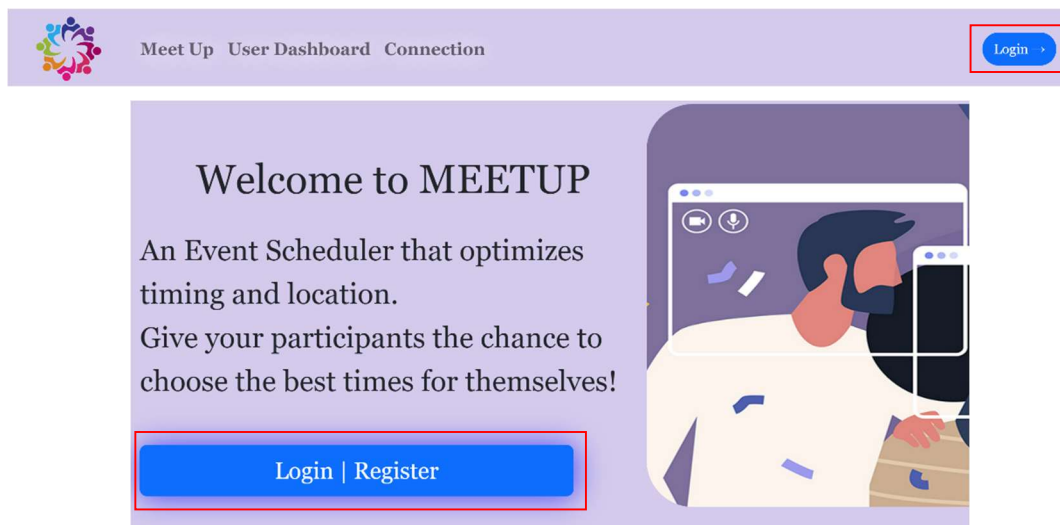 Meet Up User Dashboard Connection
Login →
Welcome to MEETUP
An Event Scheduler that optimizes
timing and location.
Give your participants the chance to
choose the best times for themselves!
Login | Register